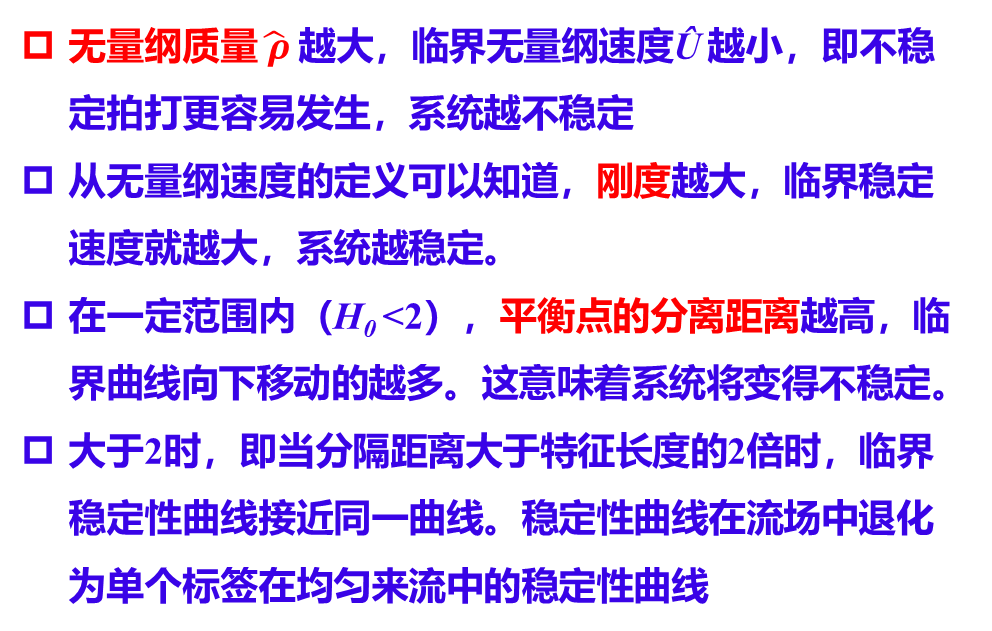 无量纲质量ρ̂越大，临界无量纲速度Û越小，即不稳
定拍打更容易发生，系统越不稳定
从无量纲速度的定义可以知道，刚度越大，临界稳定
速度就越大，系统越稳定。
在一定范围内（H₀<2），平衡点的分离距离越高，临
界曲线向下移动的越多。这意味着系统将变得不稳定。
大于2时，即当分隔距离大于特征长度的2倍时，临界
稳定性曲线接近同一曲线。稳定性曲线在流场中退化
为单个标签在均匀来流中的稳定性曲线